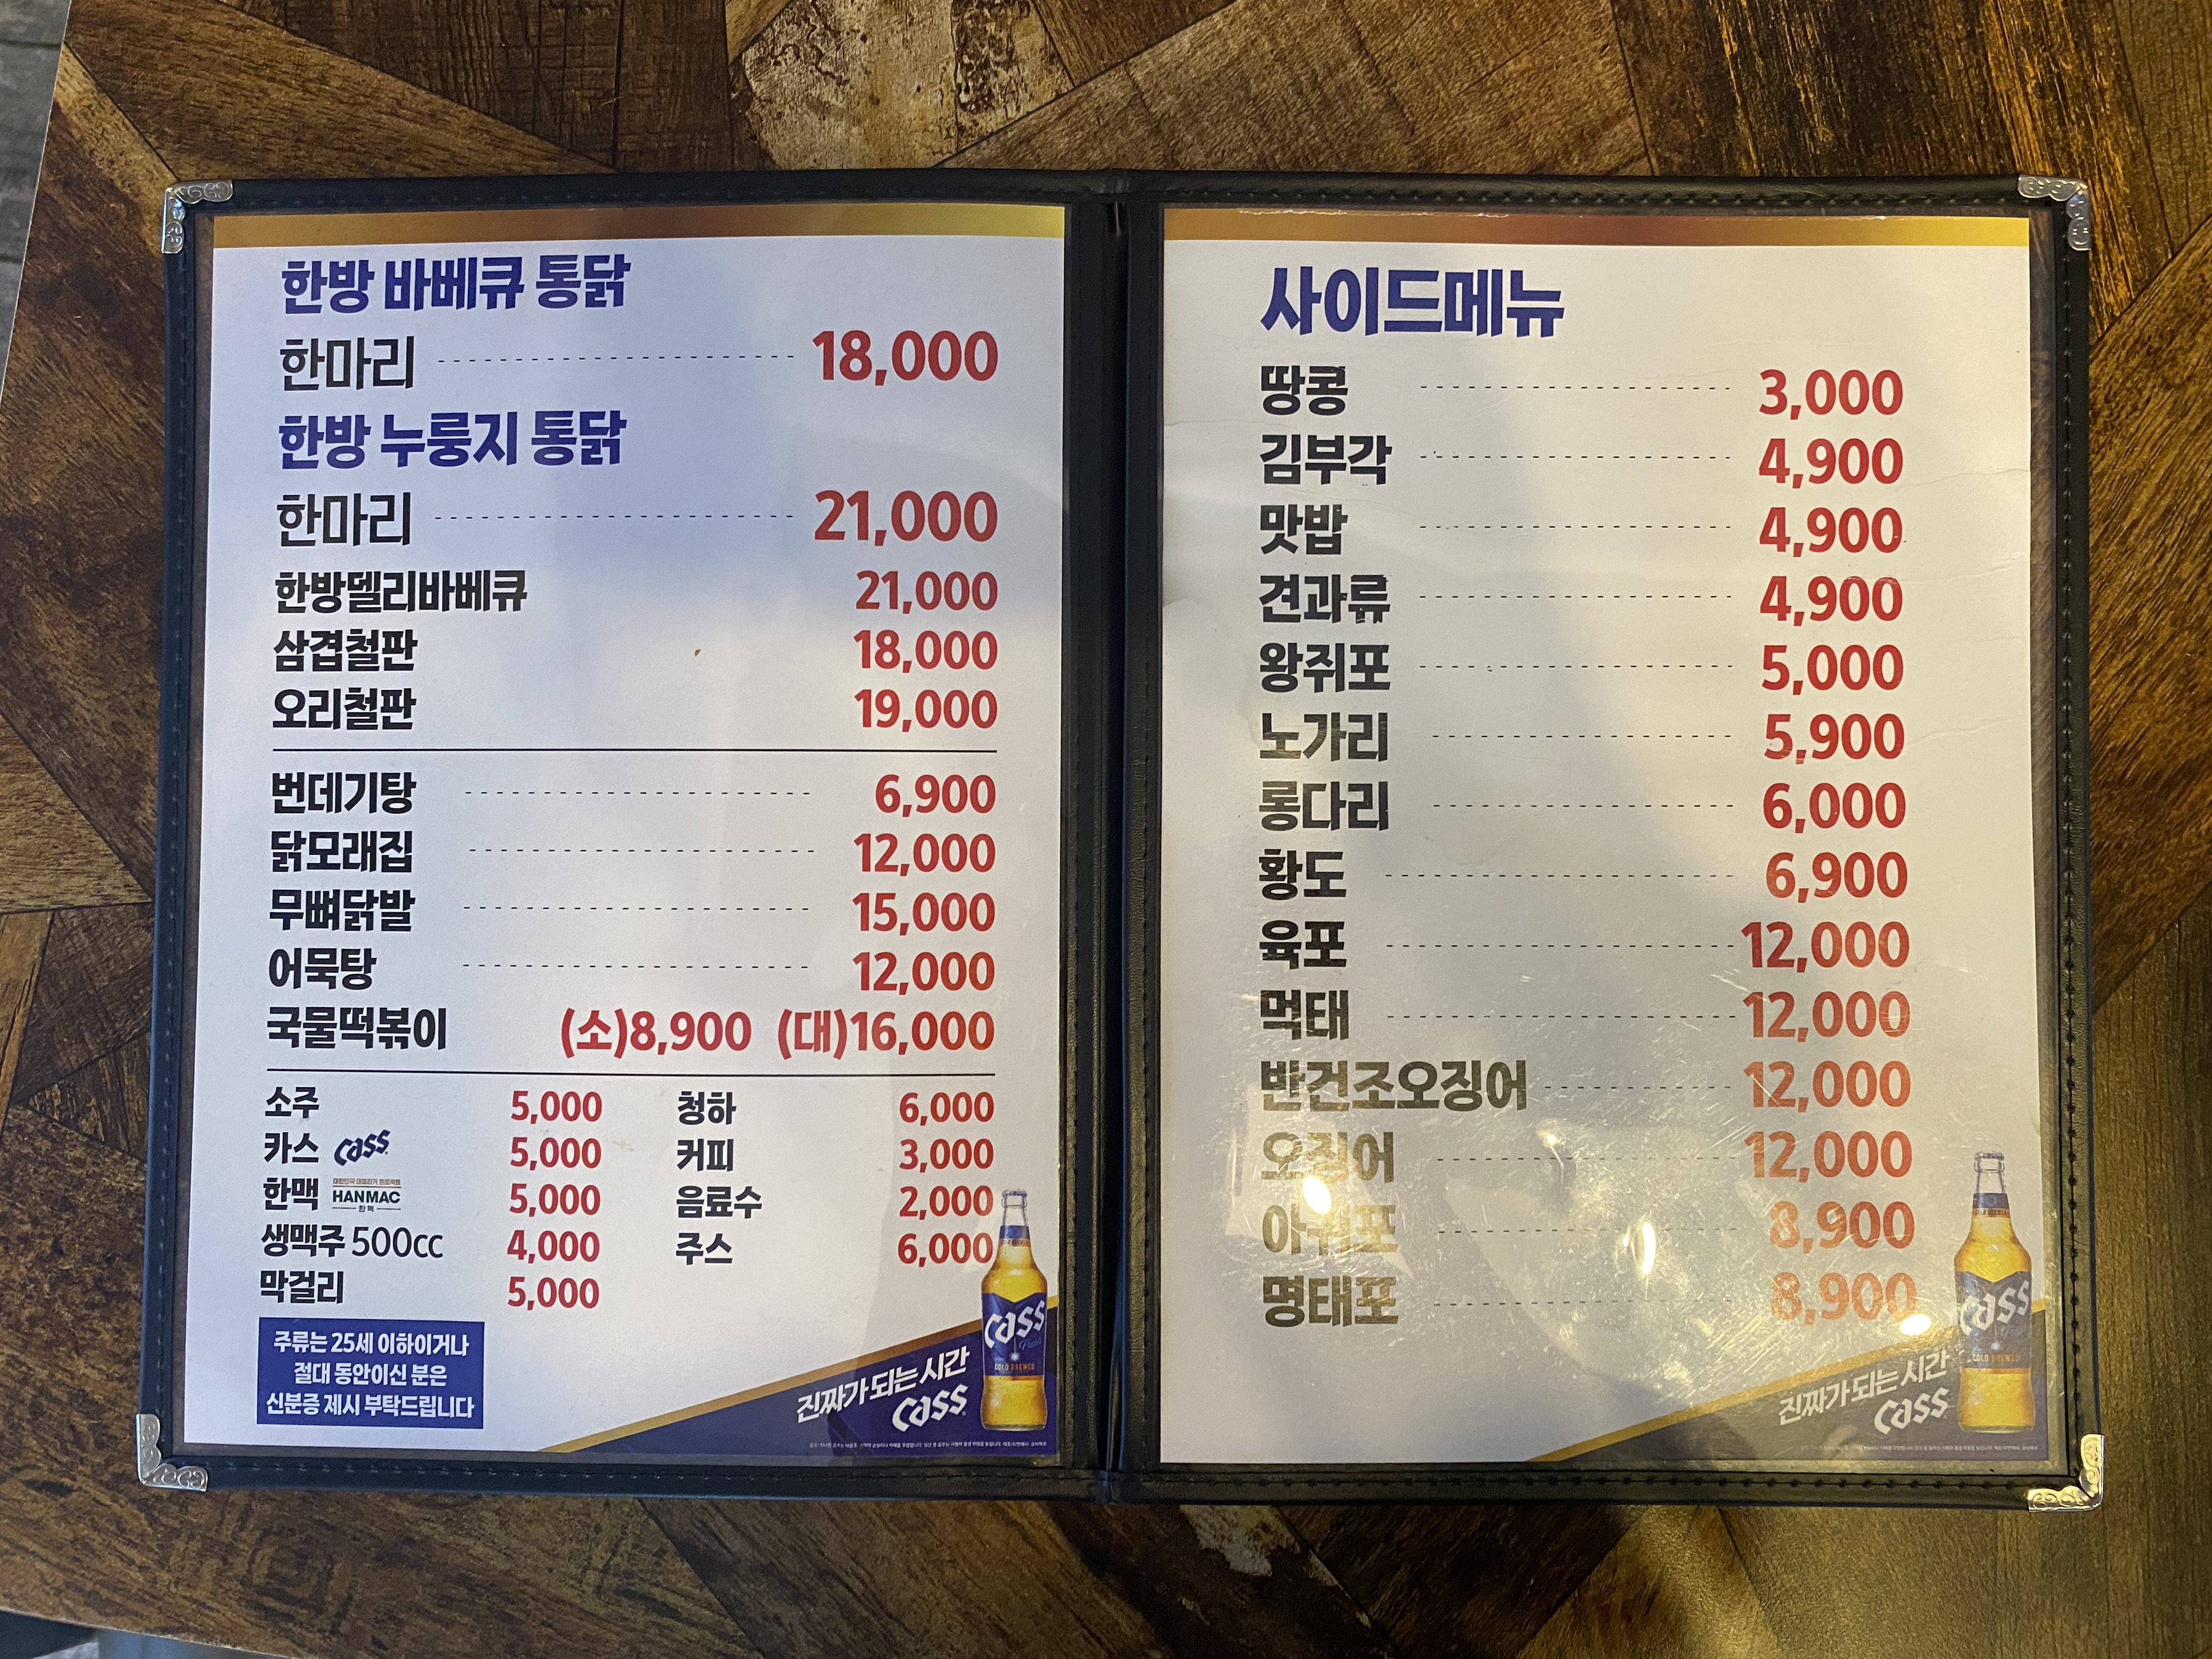 한방 바베큐 통닭
한마리 18,000
한방 누룽지 통닭
한마리 21,000
한방델리바베큐 21,000
삼겹철판 18,000
오리철판 19,000
번데기탕 6,900
닭모래집 12,000
무뼈닭발 15,000
어묵탕 12,000
국물떡볶이 (소)8,900 (대)16,000
소주 5,000 청하 6,000
카스 Cass 5,000 커피 3,000
한맥 HANMAC 한맥 5,000 음료수 2,000
생맥주 500cc 4,000 주스 6,000
막걸리 5,000
주류는 25세 이하이거나
절대 동안이신 분은
신분증 제시 부탁드립니다
진짜가 되는 시간
Cass
Cass
Fresh
COLD BREWED
사이드메뉴
땅콩 3,000
김부각 4,900
맛밥 4,900
견과류 4,900
왕쥐포 5,000
노가리 5,900
롱다리 6,000
황도 6,900
육포 12,000
먹태 12,000
반건조오징어 12,000
오징어 12,000
아귀포 8,900
명태포 8,900
진짜가 되는 시간
Cass
Cass
COLD BREWED